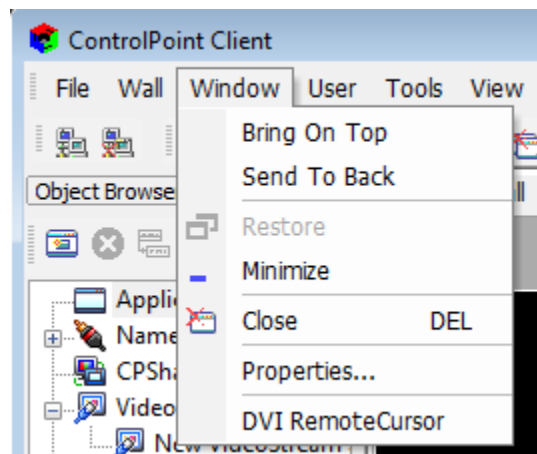 ControlPoint Client
File Wall Window User Tools View
Bring On Top
Send To Back
Object Browse
Restore
Minimize
Close DEL
Properties...
DVI RemoteCursor
Applic
Name
CPSha
Video
New VideoStream